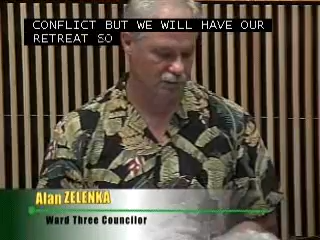 CONFLICT BUT WE WILL HAVE OUR
RETREAT SO
Alan ZELENKA
Ward Three Councilor